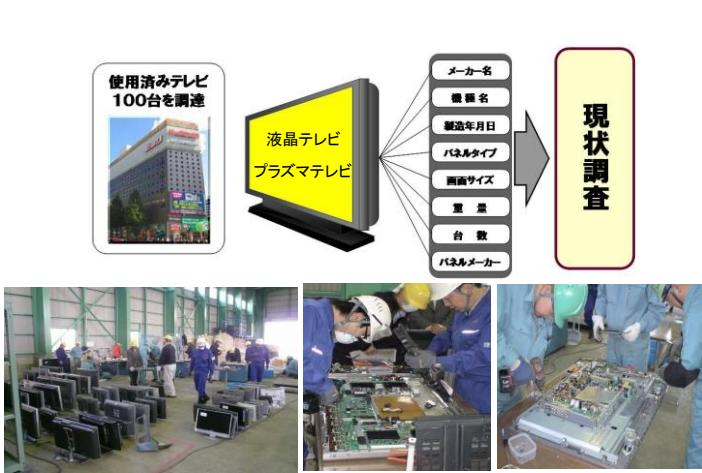 使用済みテレビ
100台を調達
液晶テレビ
プラズマテレビ
メーカー名
機種名
製造年月日
パネルタイプ
画面サイズ
重量
台数
パネルメーカー
現状調査